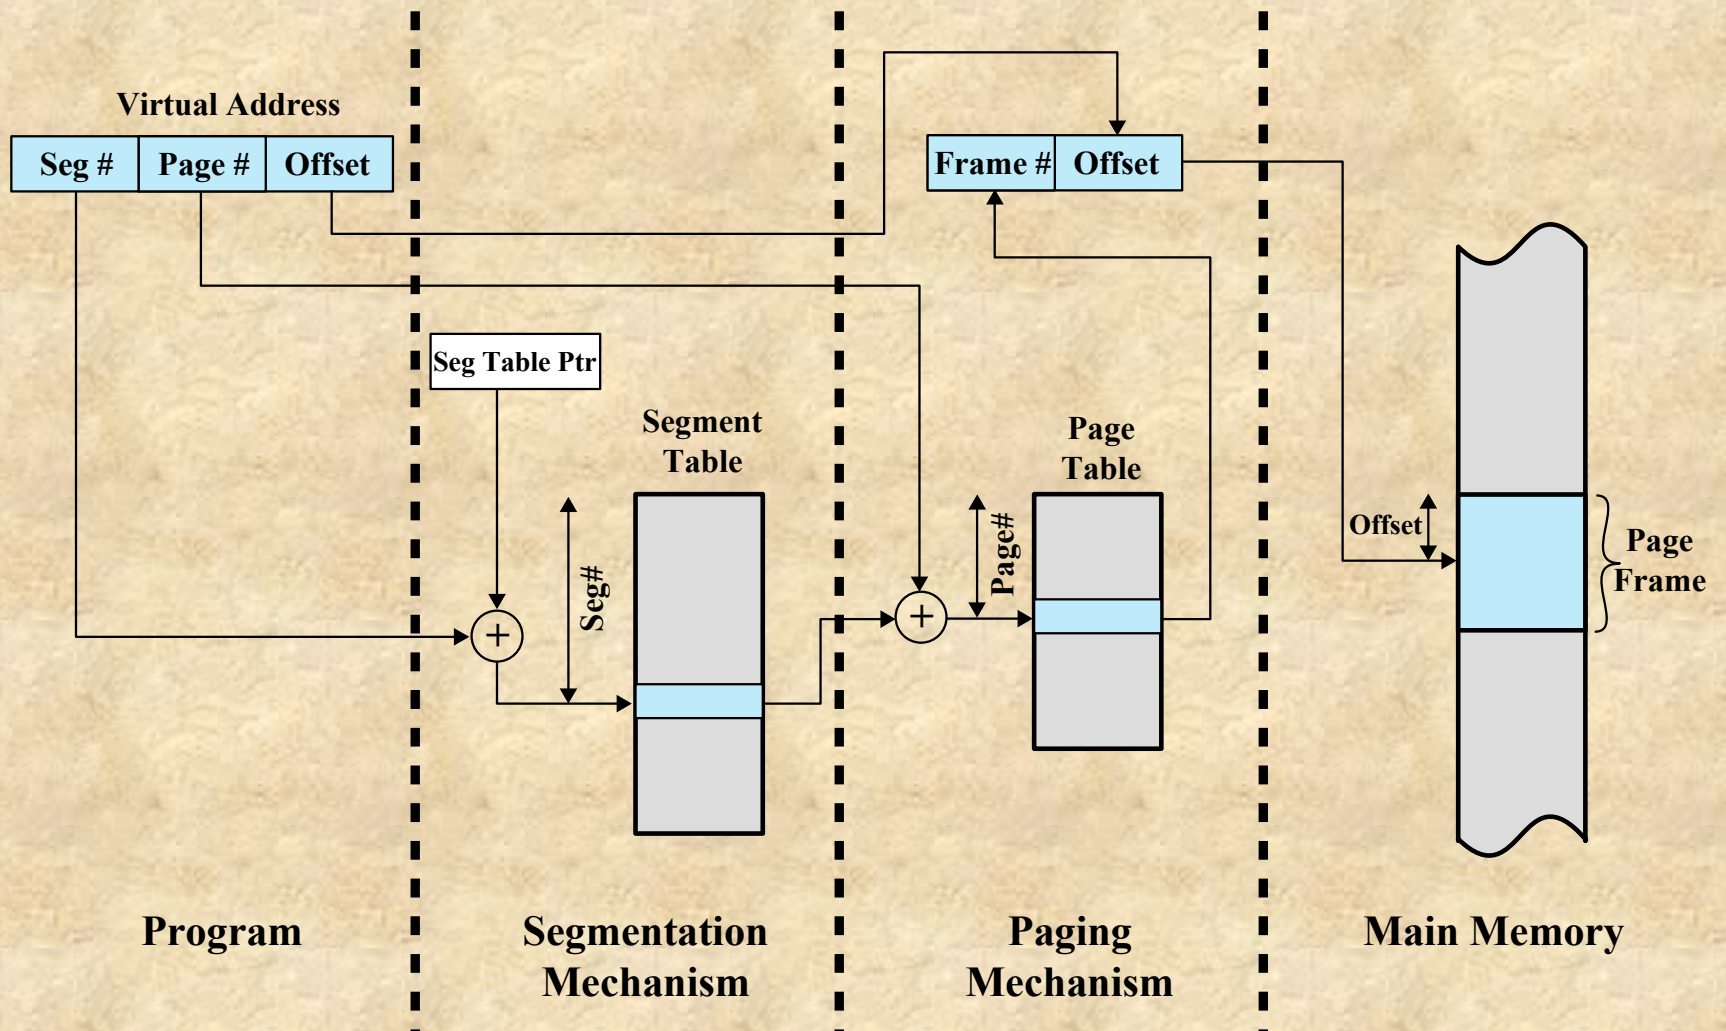 Virtual Address
Seg #
Page #
Offset
Frame #
Offset
Seg Table Ptr
Segment
Table
Page
Table
Seg#
Page#
+
+
Offset
Page
Frame
Program
Segmentation
Mechanism
Paging
Mechanism
Main Memory